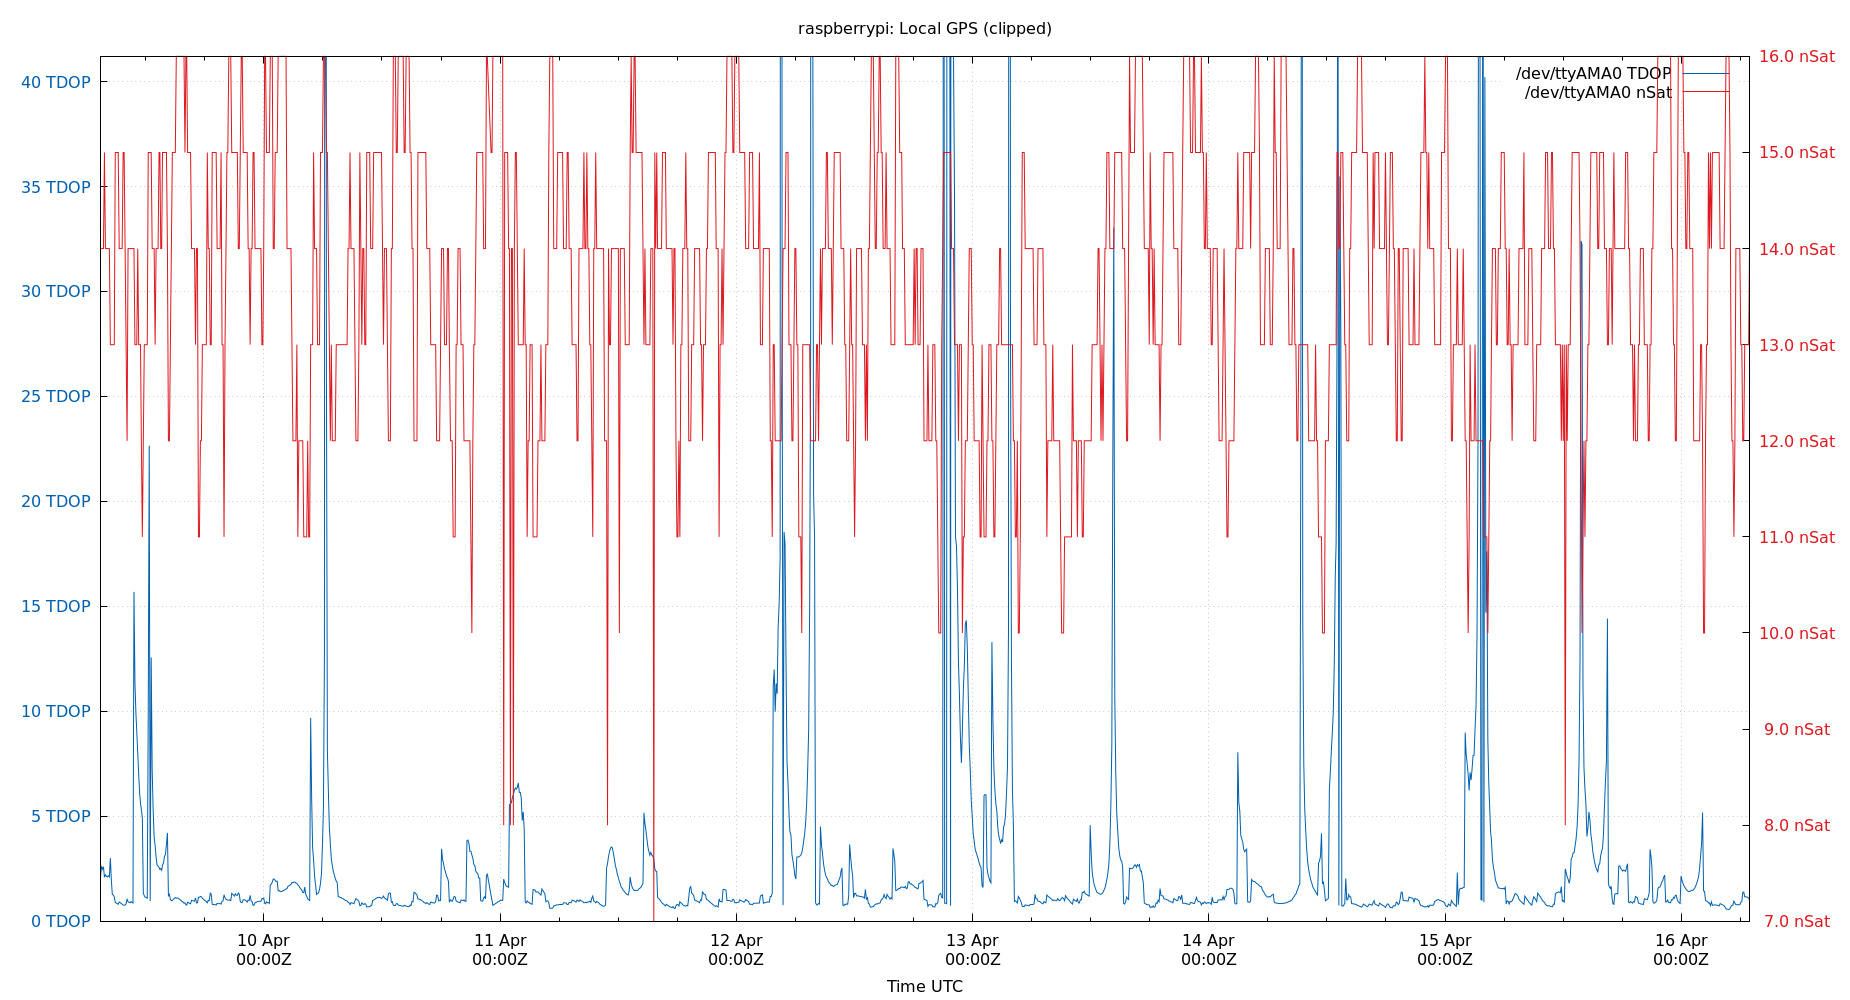 raspberrypi: Local GPS (clipped)
40 TDOP
35 TDOP
30 TDOP
25 TDOP
20 TDOP
15 TDOP
10 TDOP
5 TDOP
0 TDOP
/dev/ttyAMA0 TDOP
/dev/ttyAMA0 nSat
16.0 nSat
15.0 nSat
14.0 nSat
13.0 nSat
12.0 nSat
11.0 nSat
10.0 nSat
9.0 nSat
8.0 nSat
7.0 nSat
10 Apr 11 Apr 12 Apr 13 Apr 14 Apr 15 Apr 16 Apr
00:00Z 00:00Z 00:00Z 00:00Z 00:00Z 00:00Z 00:00Z
Time UTC